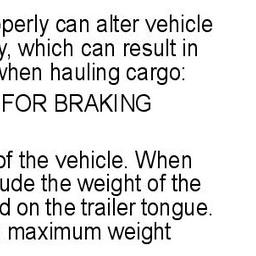 perly can alter vehicle
y, which can result in
when hauling cargo:
FOR BRAKING
of the vehicle. When
ude the weight of the
d on the trailer tongue.
maximum weight